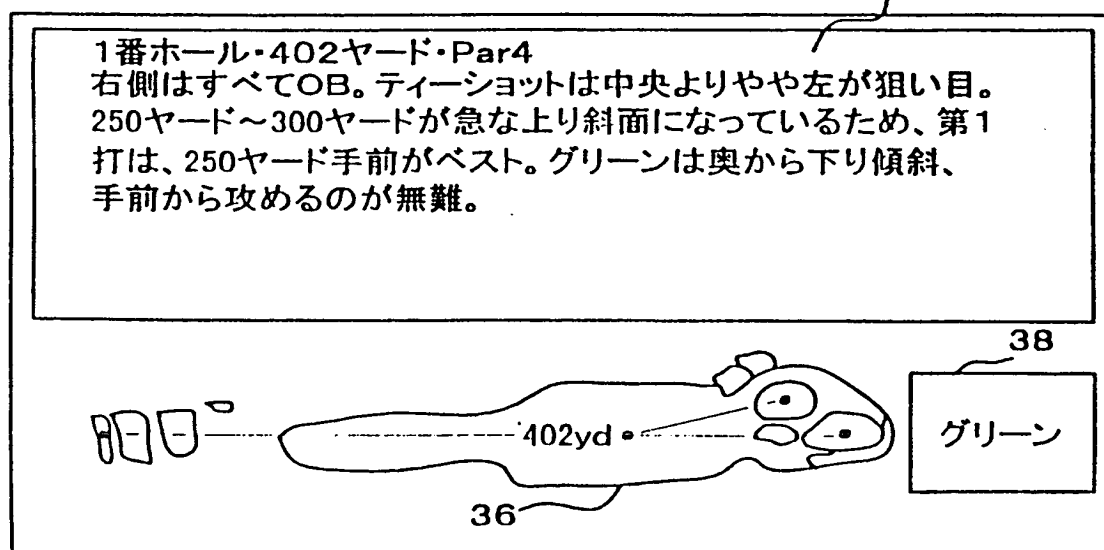 1番ホール・402ヤード・Par4
右側はすべてOB。ティーショットは中央よりやや左が狙い目。
250ヤード〜300ヤードが急な上り斜面になっているため、第1
打は、250ヤード手前がベスト。グリーンは奥から下り傾斜、
手前から攻めるのが無難。
38
402yd
グリーン
36